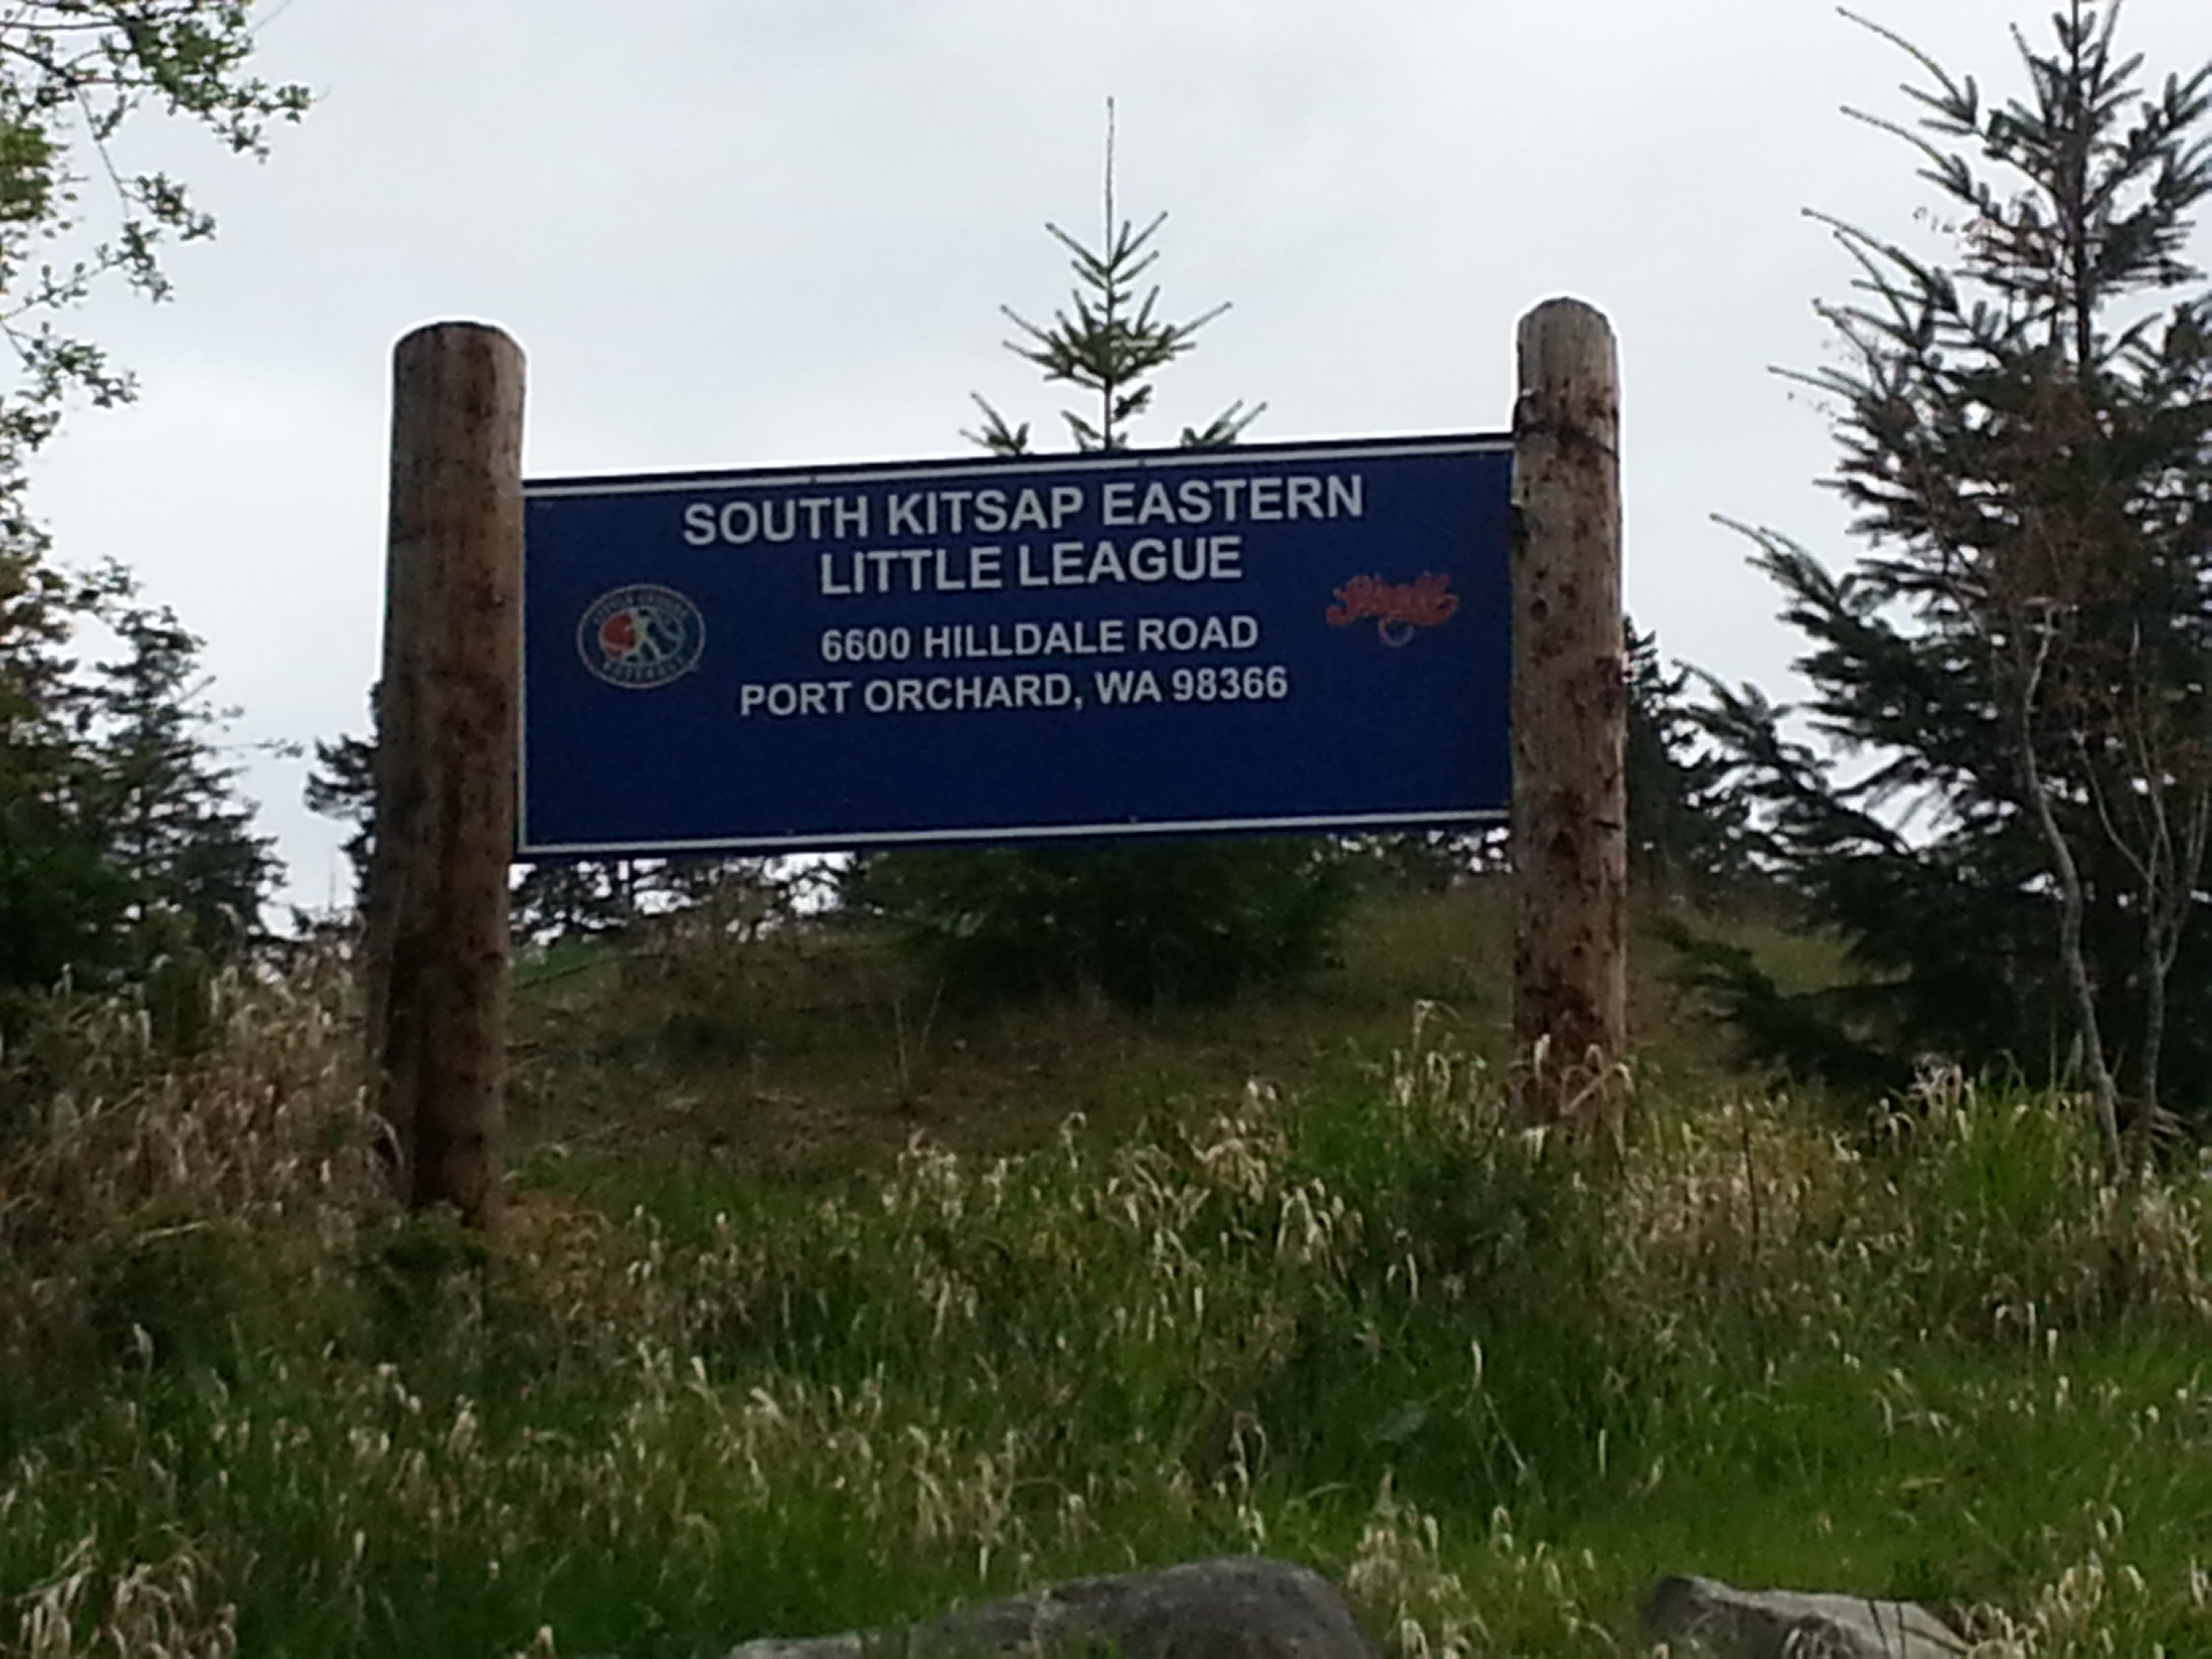 SOUTH KITSAP EASTERN
LITTLE LEAGUE
6600 HILLDALE ROAD
PORT ORCHARD, WA 98366